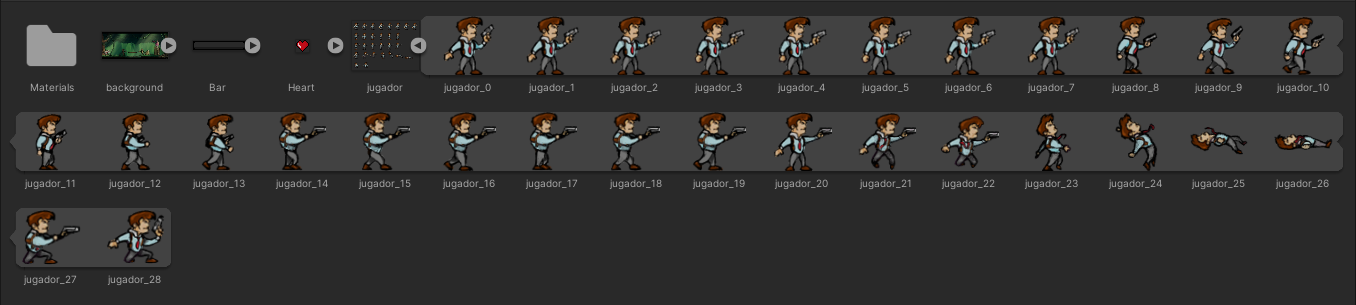 Materials background Bar Heart jugador jugador_0 jugador_1 jugador_2 jugador_3 jugador_4 jugador_5 jugador_6 jugador_7 jugador_8 jugador_9 jugador_10
jugador_11 jugador_12 jugador_13 jugador_14 jugador_15 jugador_16 jugador_17 jugador_18 jugador_19 jugador_20 jugador_21 jugador_22 jugador_23 jugador_24 jugador_25 jugador_26
jugador_27 jugador_28